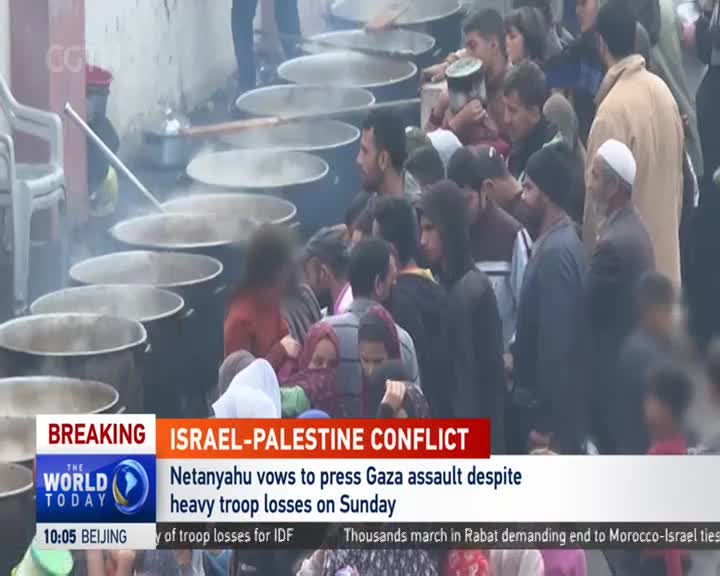 CGTN
BREAKING
ISRAEL-PALESTINE CONFLICT
THE WORLD TODAY
Netanyahu vows to press Gaza assault despite
heavy troop losses on Sunday
10:05 BEIJING
of troop losses for IDF Thousands march in Rabat demanding end to Morocco-Israel ties